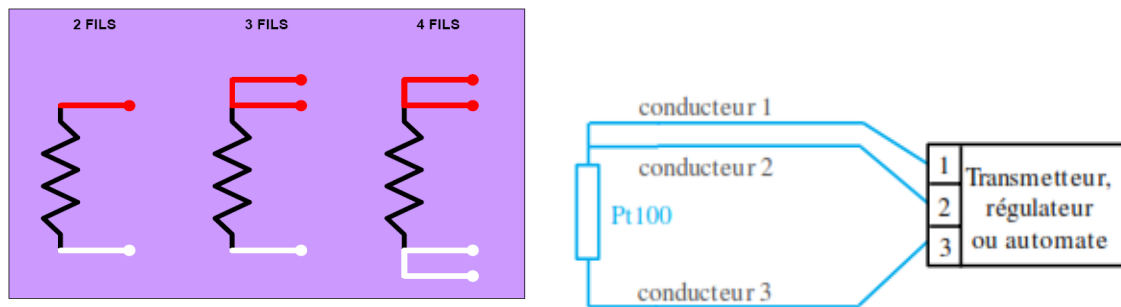 2 FILS
3 FILS
4 FILS
conducteur 1
conducteur 2
Pt100
conducteur 3
1
2
3
Transmetteur,
régulateur
ou automate